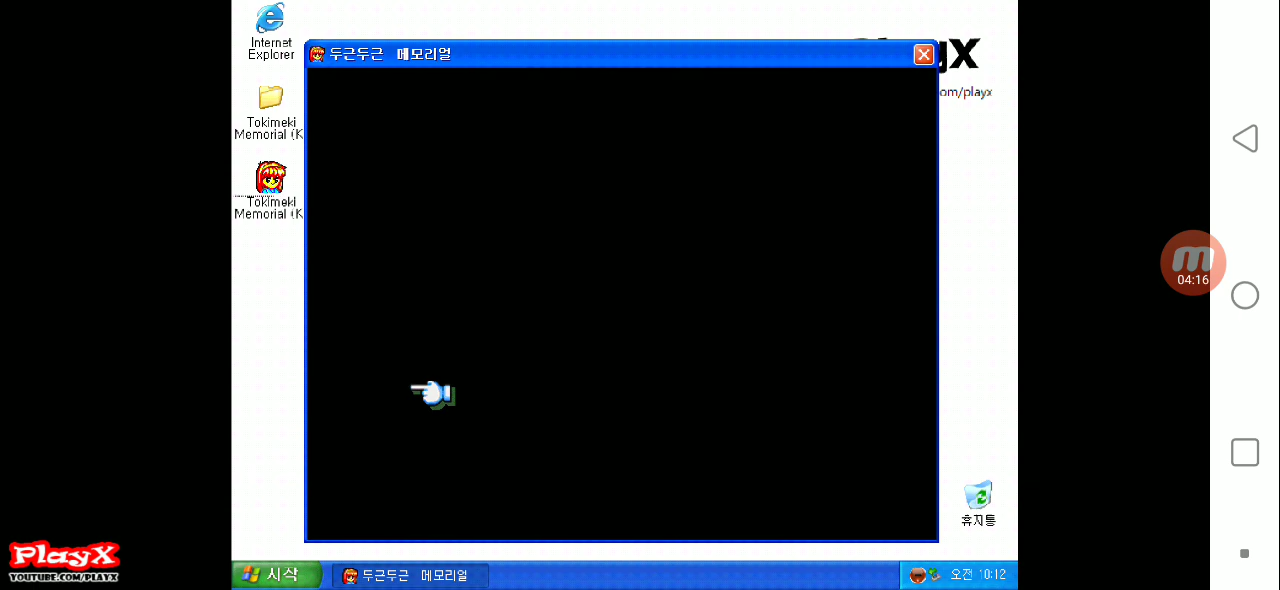 Internet
Explorer
두근두근 메모리얼
yX
om/playx
Tokimeki
Memorial (K
Tokimeki
Memorial (K
04:16
휴지통
PlayX
YOUTUBE.COM/PLAYX
시작
두근두근 메모리얼
오전 10:12